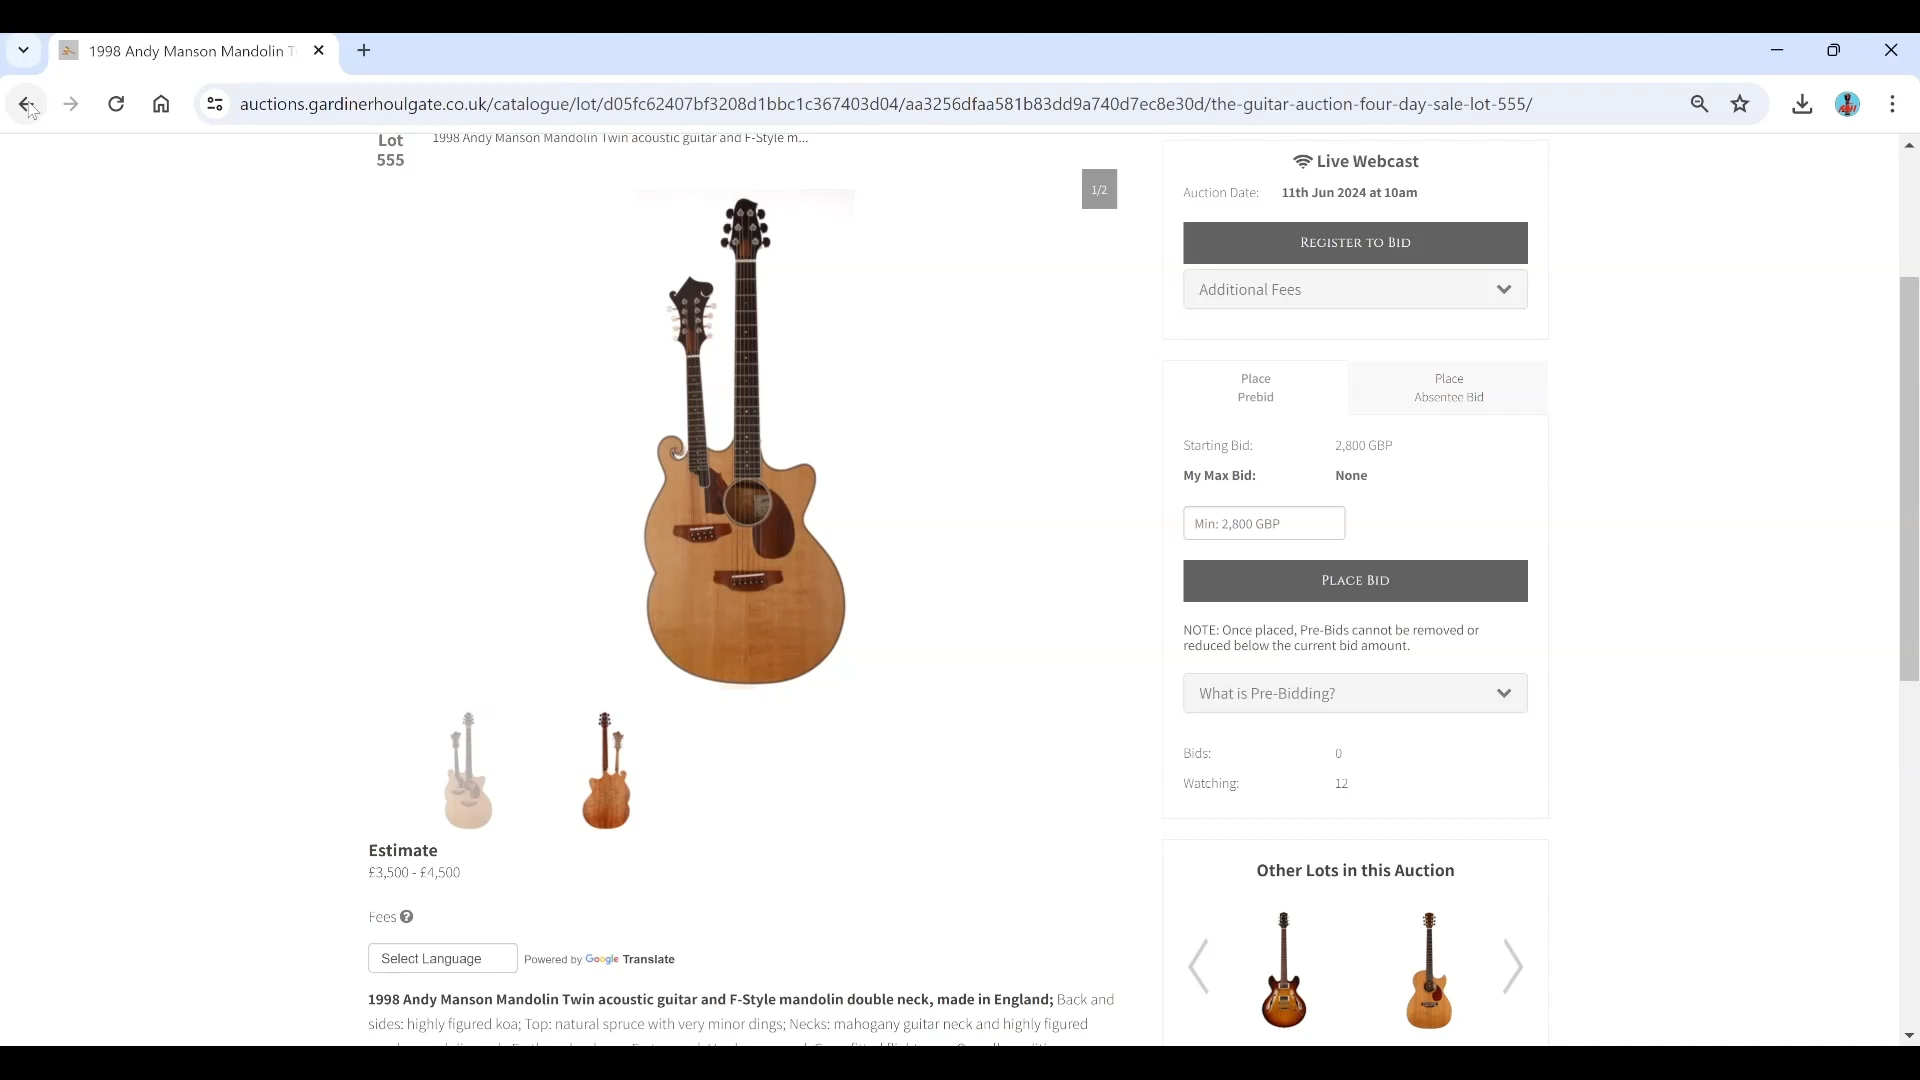 1998 Andy Manson Mandolin Tw
auctions.gardinerhoulgate.co.uk/catalogue/lot/d05fc62407bf3208d1bbc1c367403d04/aa3256dfaa581b83dd9a740d7ec8e30d/the-guitar-auction-four-day-sale-lot-555/
Lot
555
1998 Andy Manson Mandolin Twin acoustic guitar and F-Style m...
1/2
Estimate
£3,500 - £4,500
Fees ?
Select Language Powered by Google Translate
1998 Andy Manson Mandolin Twin acoustic guitar and F-Style mandolin double neck, made in England; Back and
sides: highly figured koa; Top: natural spruce with very minor dings; Necks: mahogany guitar neck and highly figured
Live Webcast
Auction Date: 11th Jun 2024 at 10am
Register to Bid
Additional Fees
Place
Prebid
Place
Absentee Bid
Starting Bid: 2,800 GBP
My Max Bid: None
Min: 2,800 GBP
Place Bid
NOTE: Once placed, Pre-Bids cannot be removed or
reduced below the current bid amount.
What is Pre-Bidding?
Bids: 0
Watching: 12
Other Lots in this Auction